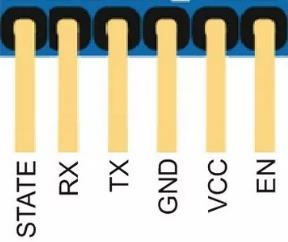 STATE
RX
TX
GND
VCC
EN